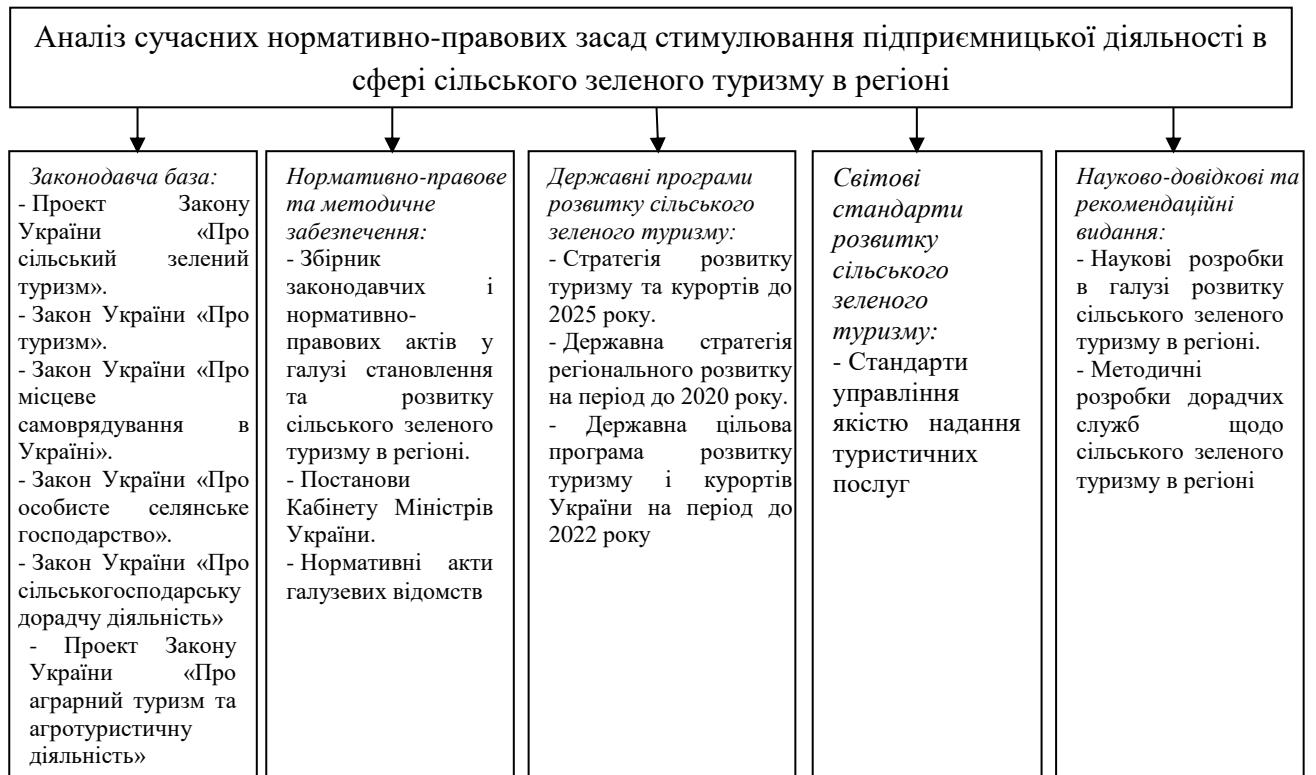 Аналіз сучасних нормативно-правових засад стимулювання підприємницької діяльності в
сфері сільського зеленого туризму в регіоні
Законодавча база:
- Проект Закону
України «Про
сільський зелений
туризм».
- Закон України «Про
туризм».
- Закон України «Про
місцеве
самоврядування в
Україні».
- Закон України «Про
особисте селянське
господарство».
- Закон України «Про
сільськогосподарську
дорадчу діяльність»
- Проект Закону
України «Про
аграрний туризм та
агротуристичну
діяльність»
Нормативно-правове
та методичне
забезпечення:
- Збірник
законодавчих і
нормативно-
правових актів у
галузі становлення
та розвитку
сільського зеленого
туризму в регіоні.
- Постанови
Кабінету Міністрів
України.
- Нормативні акти
галузевих відомств
Державні програми
розвитку сільського
зеленого туризму:
- Стратегія розвитку
туризму та курортів до
2025 року.
- Державна стратегія
регіонального розвитку
на період до 2020 року.
- Державна цільова
програма розвитку
туризму і курортів
України на період до
2022 року
Світові
стандарти
розвитку
сільського
зеленого
туризму:
- Стандарти
управління
якістю надання
туристичних
послуг
Науково-довідкові та
рекомендаційні
видання:
- Наукові розробки
в галузі розвитку
сільського зеленого
туризму в регіоні.
- Методичні
розробки дорадчих
служб щодо
сільського зеленого
туризму в регіоні